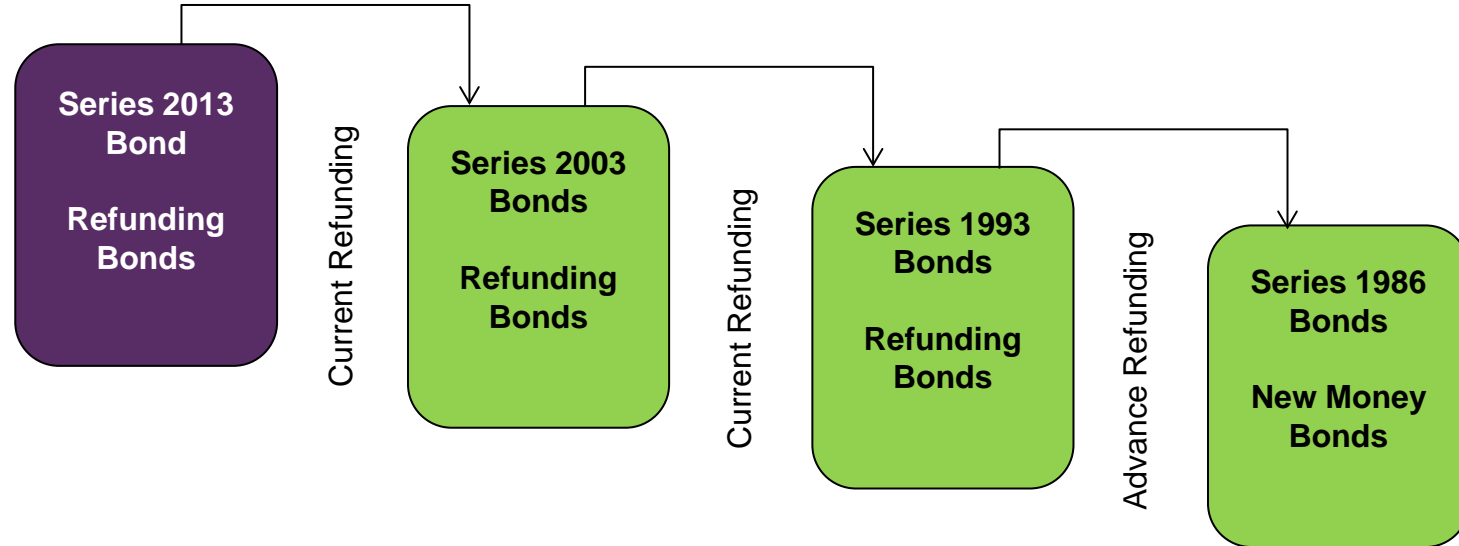 Series 2013
Bond
Refunding
Bonds
Current Refunding
Series 2003
Bonds
Refunding
Bonds
Current Refunding
Series 1993
Bonds
Refunding
Bonds
Advance Refunding
Series 1986
Bonds
New Money
Bonds